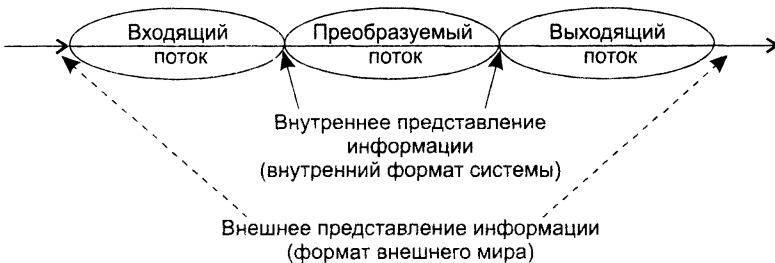 Входящий
поток
Преобразуемый
поток
Выходящий
поток
Внутреннее представление
информации
(внутренний формат системы)
Внешнее представление информации
(формат внешнего мира)